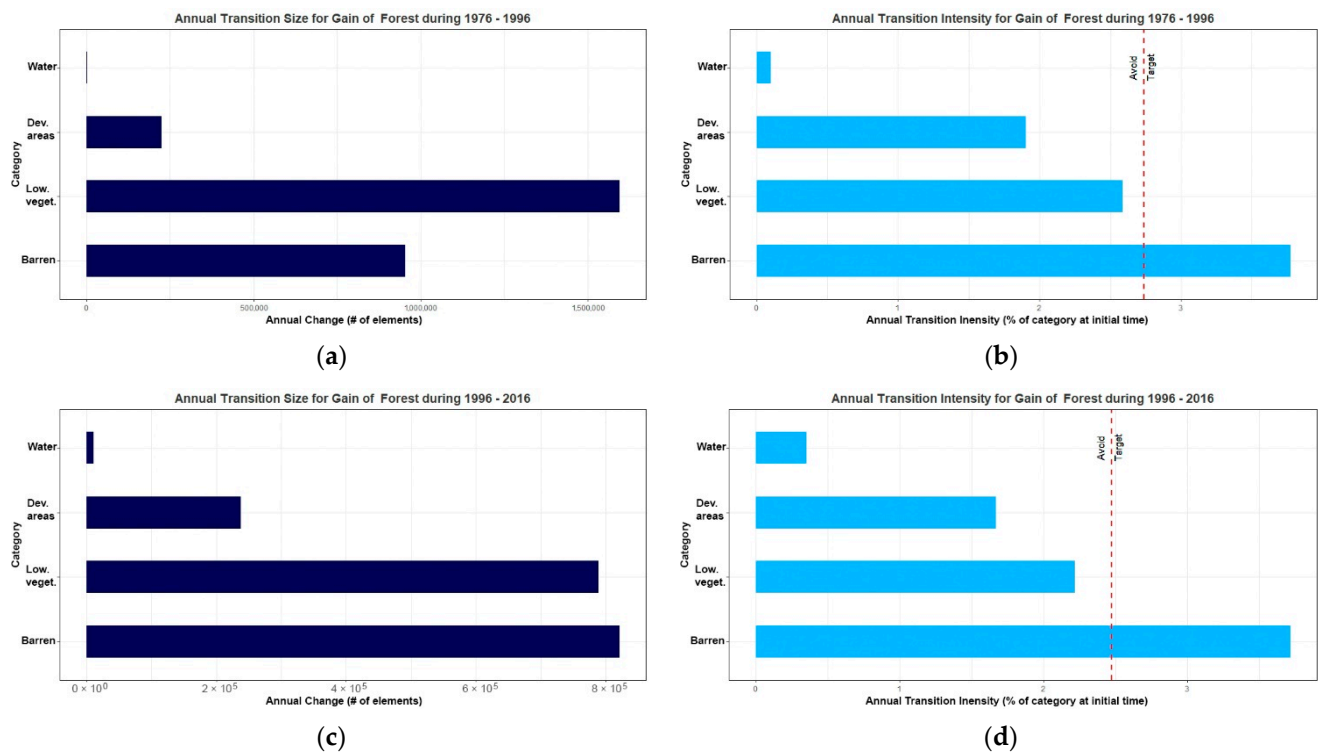 Annual Transition Size for Gain of Forest during 1976 - 1996
Category
Water
Dev.
areas
Low.
veget.
Barren
0 500,000 1,000,000 1,500,000
Annual Change (# of elements)
(a)
Annual Transition Intensity for Gain of Forest during 1976 - 1996
Category
Water
Dev.
areas
Low.
veget.
Barren
Avoid
Target
0 1 2 3
Annual Transition Inensity (% of category at initial time)
(b)
Annual Transition Size for Gain of Forest during 1996 - 2016
Category
Water
Dev.
areas
Low.
veget.
Barren
0 × 10⁰ 2 × 10⁵ 4 × 10⁵ 6 × 10⁵ 8 × 10⁵
Annual Change (# of elements)
(c)
Annual Transition Intensity for Gain of Forest during 1996 - 2016
Category
Water
Dev.
areas
Low.
veget.
Barren
Avoid
Target
0 1 2 3
Annual Transition Inensity (% of category at initial time)
(d)